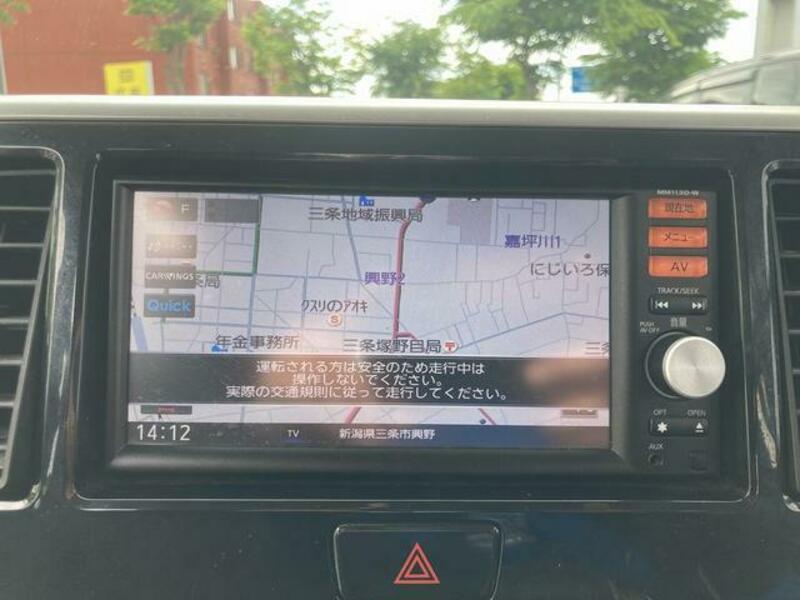 MM113D-W
F
三条地域振興局
嘉坪川1
現在地
メニュー
AV
CARWINGS
条局
興野2
にじいろ保
クスリのアオキ
S
Quick
TRACK/SEEK
音量
PUSH
AV OFF
年金事務所
三条塚野目局
三条
運転される方は安全のため走行中は
操作しないでください。
実際の交通規則に従って走行してください。
OPT
OPEN
AUX
14:12
TV
新潟県三条市興野